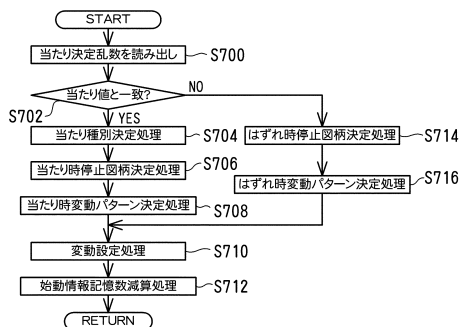 START
当たり決定乱数を読み出し
S700
当たり値と一致?
NO
S702
YES
当たり種別決定処理
S704
はずれ時停止図柄決定処理
S714
当たり時停止図柄決定処理
S706
はずれ時変動パターン決定処理
S716
当たり時変動パターン決定処理
S708
変動設定処理
S710
始動情報記憶数減算処理
S712
RETURN